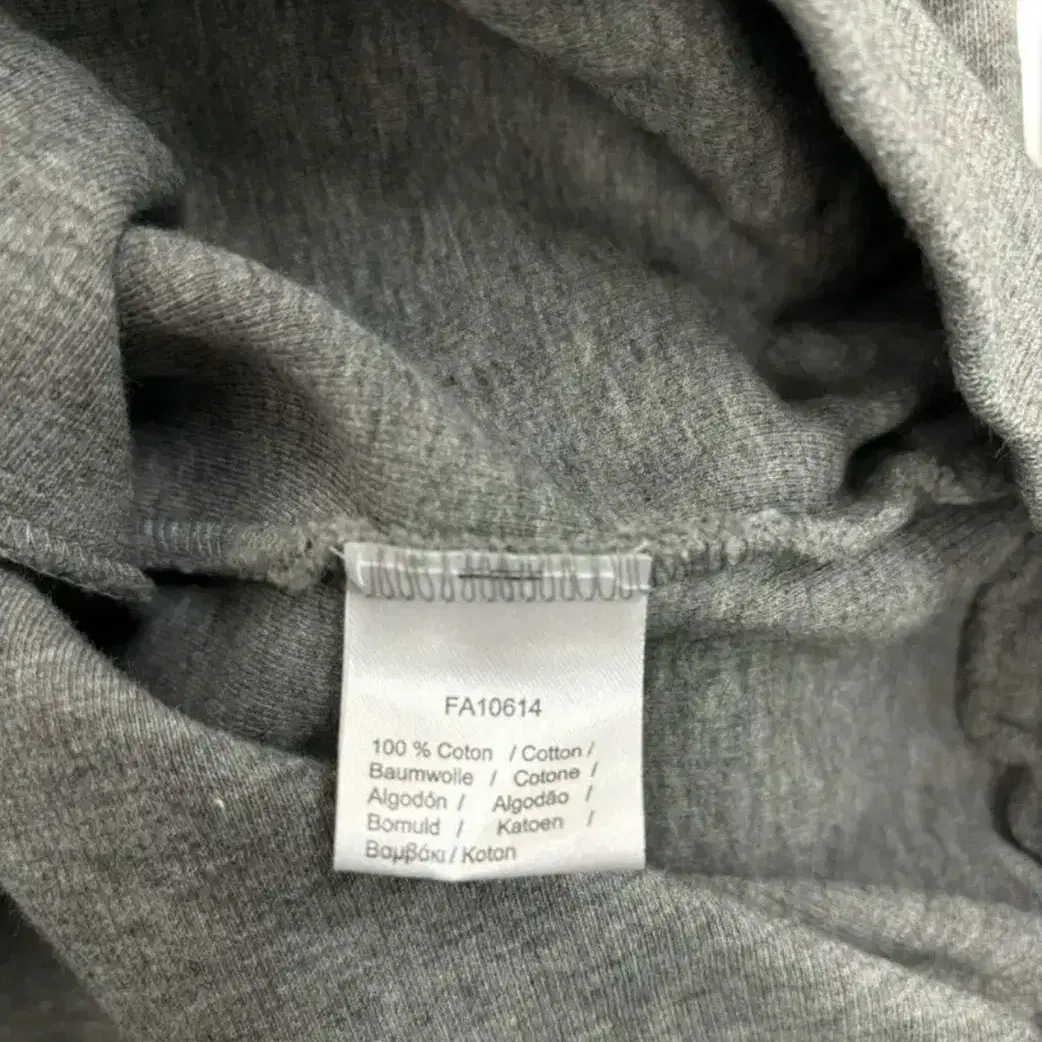 FA10614
100 % Coton / Cotton /
Baumwolle / Cotone /
Algodón / Algodão /
Bomuld / Katoen /
Βαμβάκι / Koton